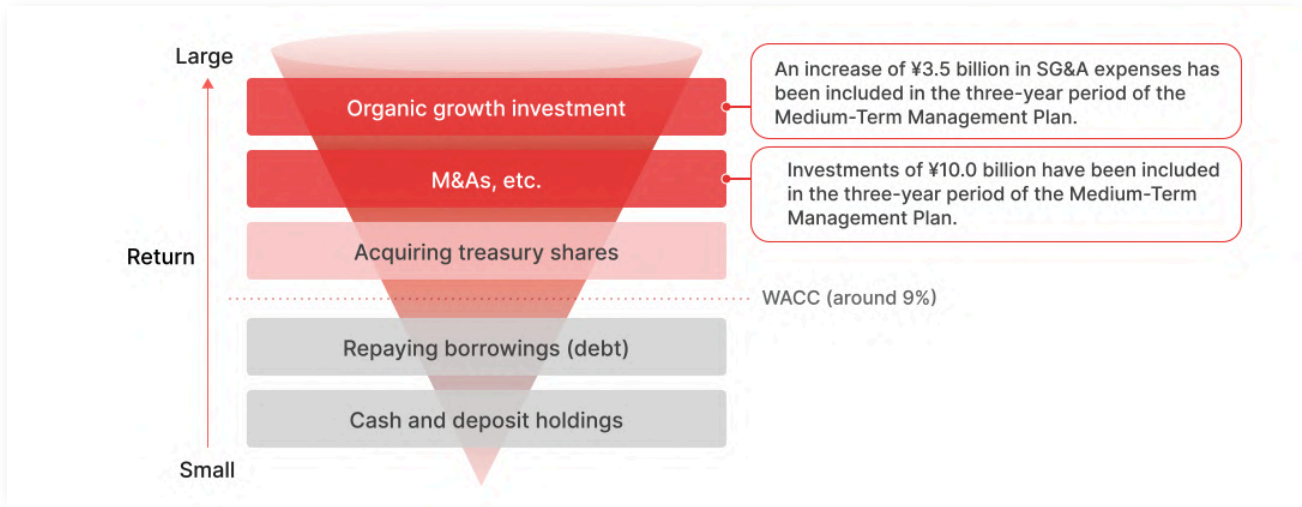 Large
Organic growth investment
An increase of ¥3.5 billion in SG&A expenses has
been included in the three-year period of the
Medium-Term Management Plan.
M&As, etc.
Investments of ¥10.0 billion have been included
in the three-year period of the Medium-Term
Management Plan.
Return
Acquiring treasury shares
WACC (around 9%)
Repaying borrowings (debt)
Cash and deposit holdings
Small